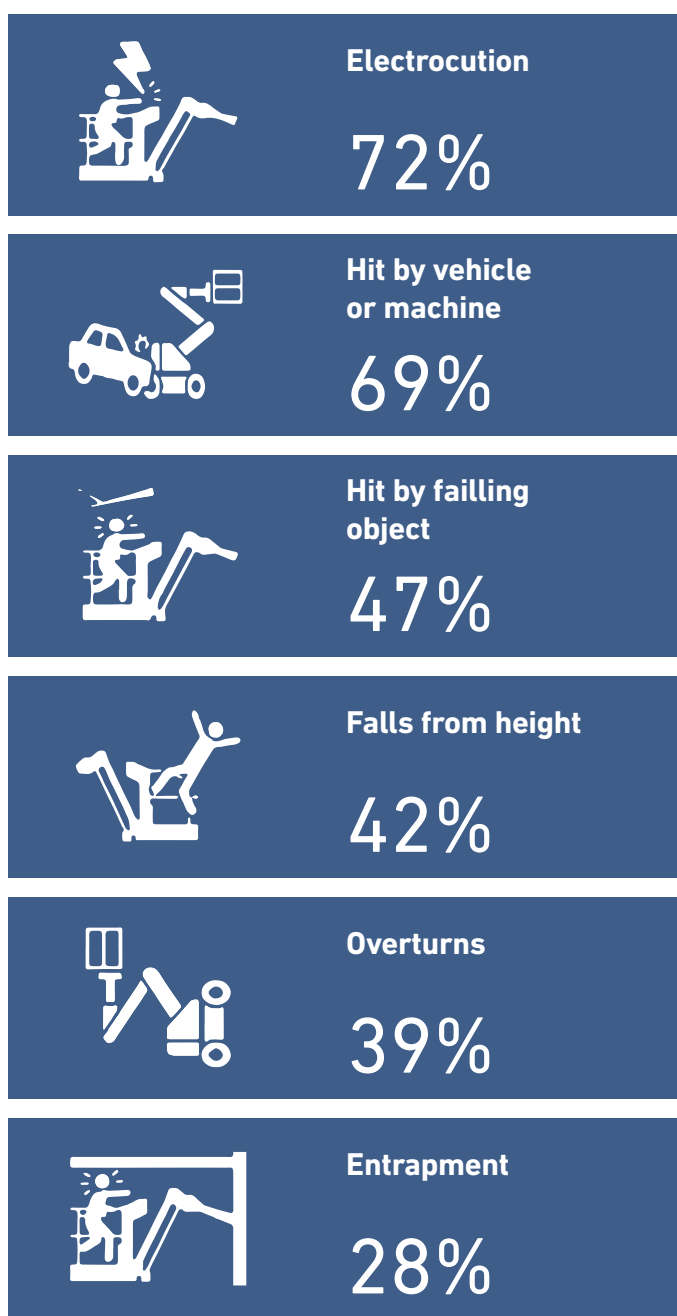 Electrocution
72%
Hit by vehicle
or machine
69%
Hit by failling
object
47%
Falls from height
42%
Overturns
39%
Entrapment
28%